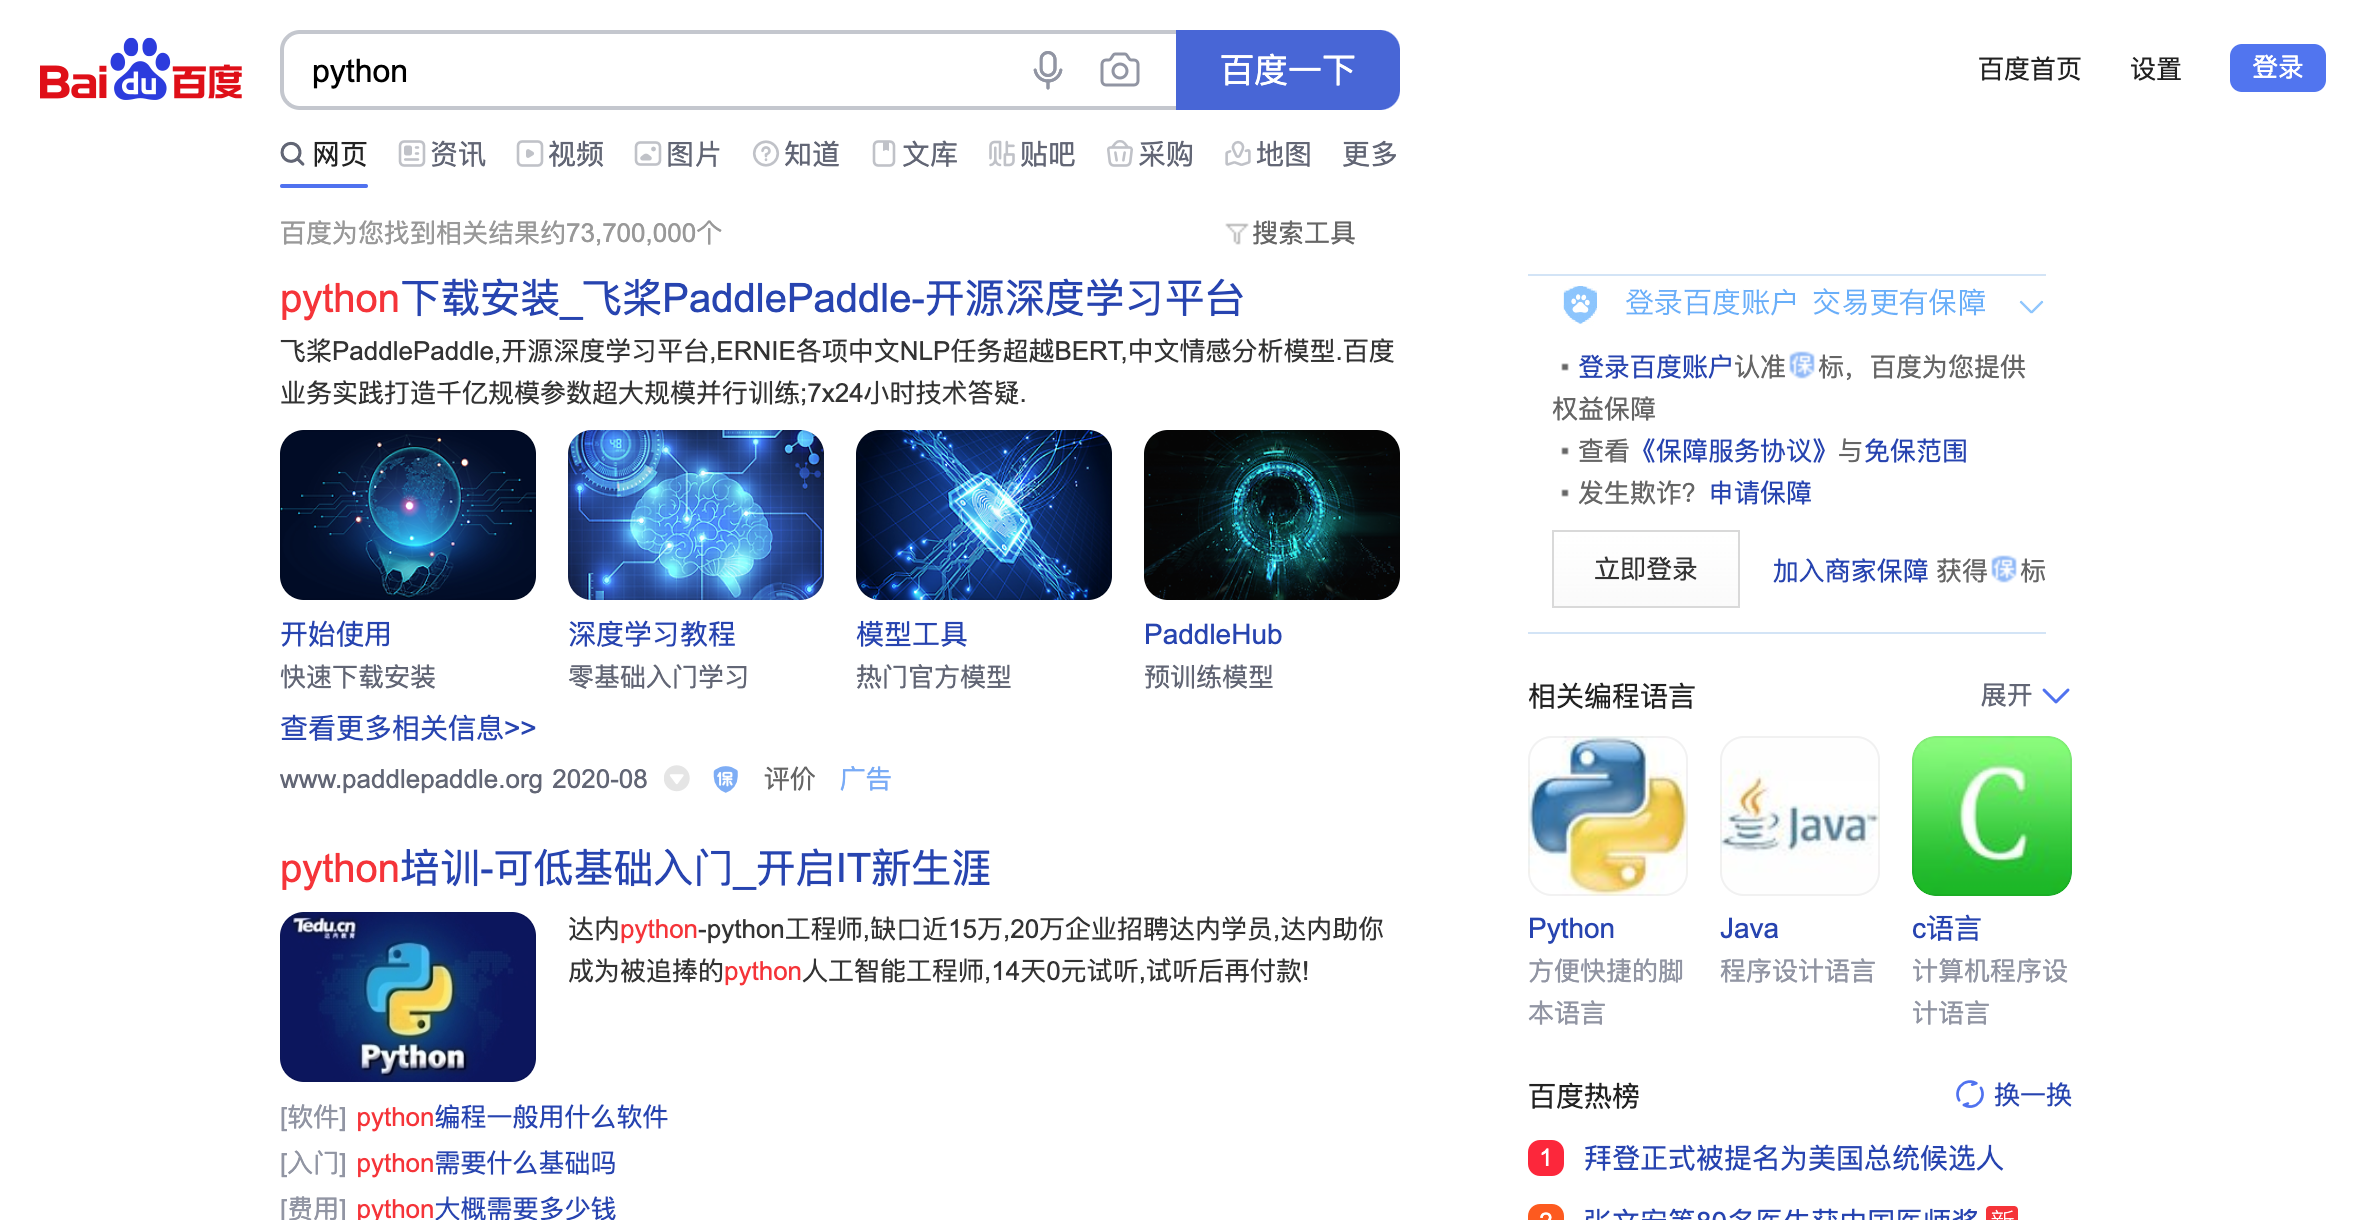 Bai du 百度
python
百度一下
百度首页 设置 登录
网页 资讯 视频 图片 知道 文库 贴吧 采购 地图 更多
百度为您找到相关结果约73,700,000个
搜索工具
python下载安装_飞桨PaddlePaddle-开源深度学习平台
飞桨PaddlePaddle,开源深度学习平台,ERNIE各项中文NLP任务超越BERT,中文情感分析模型.百度
业务实践打造千亿规模参数超大规模并行训练;7x24小时技术答疑.
开始使用 深度学习教程 模型工具 PaddleHub
快速下载安装 零基础入门学习 热门官方模型 预训练模型
查看更多相关信息>>
www.paddlepaddle.org 2020-08 保 评价 广告
python培训-可低基础入门_开启IT新生涯
Tedu.cn
达内教育
Python
达内python-python工程师,缺口近15万,20万企业招聘达内学员,达内助你
成为被追捧的python人工智能工程师,14天0元试听,试听后再付款!
[软件] python编程一般用什么软件
[入门] python需要什么基础吗
[费用] python大概需要多少钱
登录百度账户 交易更有保障
▪ 登录百度账户认准保标，百度为您提供
权益保障
▪ 查看《保障服务协议》与免保范围
▪ 发生欺诈？申请保障
立即登录 加入商家保障 获得保标
相关编程语言 展开
Java™
C
Python Java c语言
方便快捷的脚 程序设计语言 计算机程序设
本语言 计语言
百度热榜 换一换
1 拜登正式被提名为美国总统候选人
2 张文宏等80名医生获中国医师奖 新